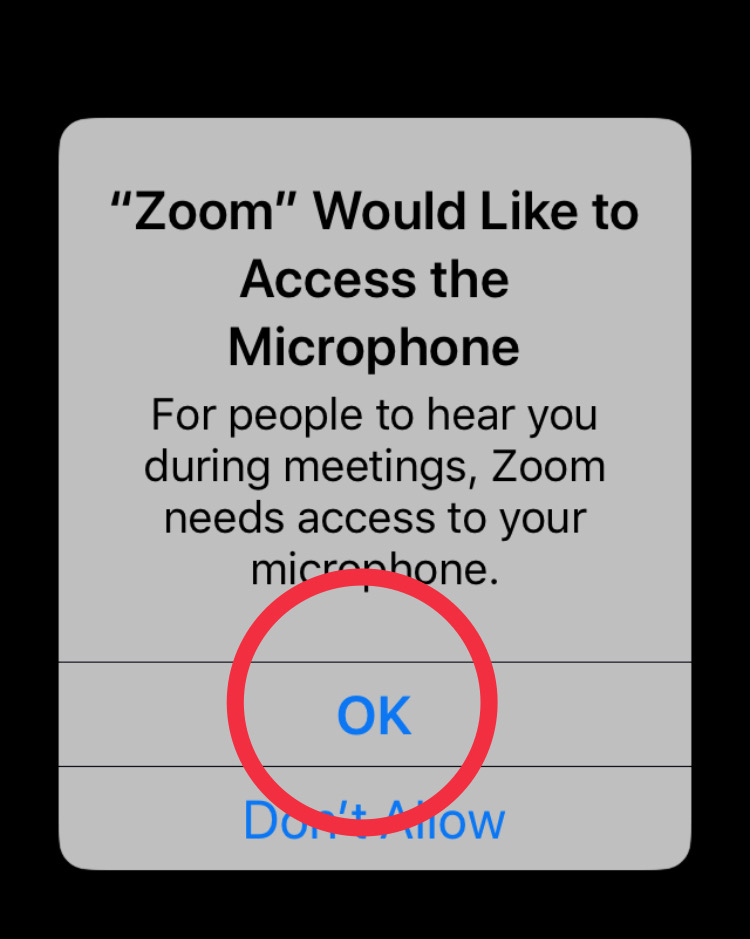 “Zoom” Would Like to
Access the
Microphone
For people to hear you
during meetings, Zoom
needs access to your
microphone.
OK
Don’t Allow